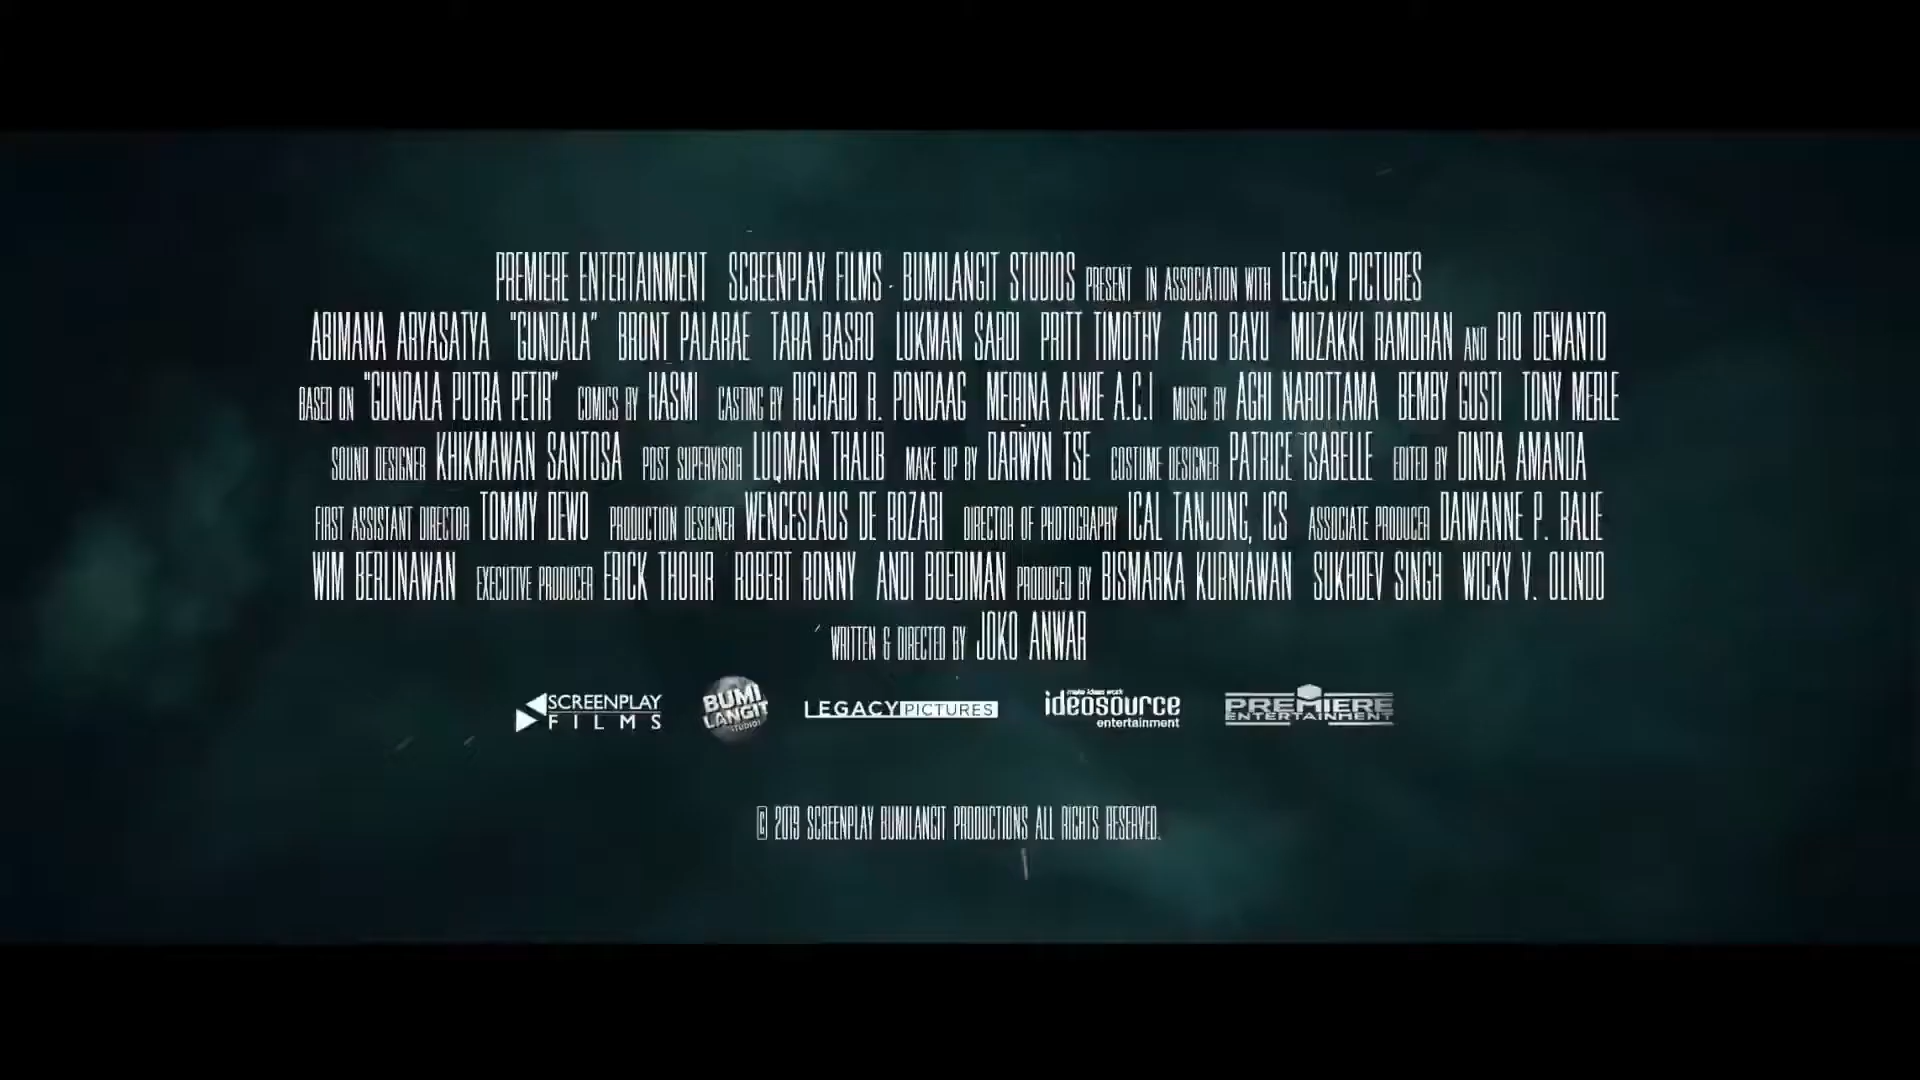 PREMIERE ENTERTAINMENT SCREENPLAY FILMS BUMILANGIT STUDIOS PRESENT IN ASSOCIATION WITH LEGACY PICTURES
ABIMANA ARYASATYA "GUNDALA" BRONT PALARAE TARA BASRO LUKMAN SARDI PRITT TIMOTHY ARIO BAYU MUZAKKI RAMDHAN AND RIO DEWANTO
BASED ON "GUNDALA PUTRA PETIR" COMICS BY HASMI CASTING BY RICHARD R. PONDAAG MEIRINA ALWIE A.C.I MUSIC BY AGHI NAROTTAMA BEMBY GUSTI TONY MERLE
SOUND DESIGNER KHIKMAWAN SANTOSA POST SUPERVISOR LUQMAN THALIB MAKE UP BY DARWYN TSE COSTUME DESIGNER PATRICE ISABELLE EDITED BY DINDA AMANDA
FIRST ASSISTANT DIRECTOR TOMMY DEWO PRODUCTION DESIGNER WENCESLAUS DE ROZARI DIRECTOR OF PHOTOGRAPHY ICAL TANJUNG, ICS ASSOCIATE PRODUCER DAIWANNE P. RALIE
WIM BERLINAWAN EXECUTIVE PRODUCER ERICK THOHIR ROBERT RONNY ANDI BOEDIMAN PRODUCED BY BISMARKA KURNIAWAN SUKHDEV SINGH WICKY V. OLINDO
WRITTEN & DIRECTED BY JOKO ANWAR
SCREENPLAY FILMS
BUMI LANGIT STUDIOS
LEGACY PICTURES
make ideas work
ideosource
entertainment
PREMIERE
ENTERTAINMENT
© 2019 SCREENPLAY BUMILANGIT PRODUCTIONS ALL RIGHTS RESERVED.